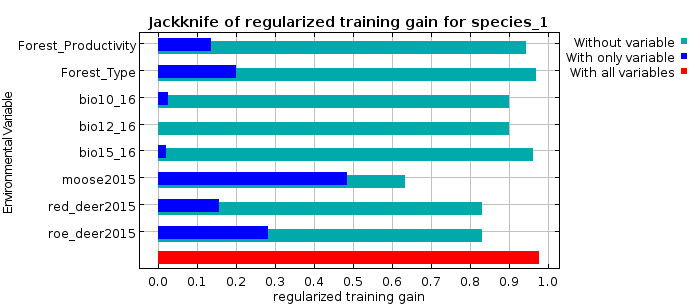 Jackknife of regularized training gain for species_1
Environmental Variable
Forest_Productivity
Forest_Type
bio10_16
bio12_16
bio15_16
moose2015
red_deer2015
roe_deer2015
0.0 0.1 0.2 0.3 0.4 0.5 0.6 0.7 0.8 0.9 1.0
regularized training gain
Without variable
With only variable
With all variables